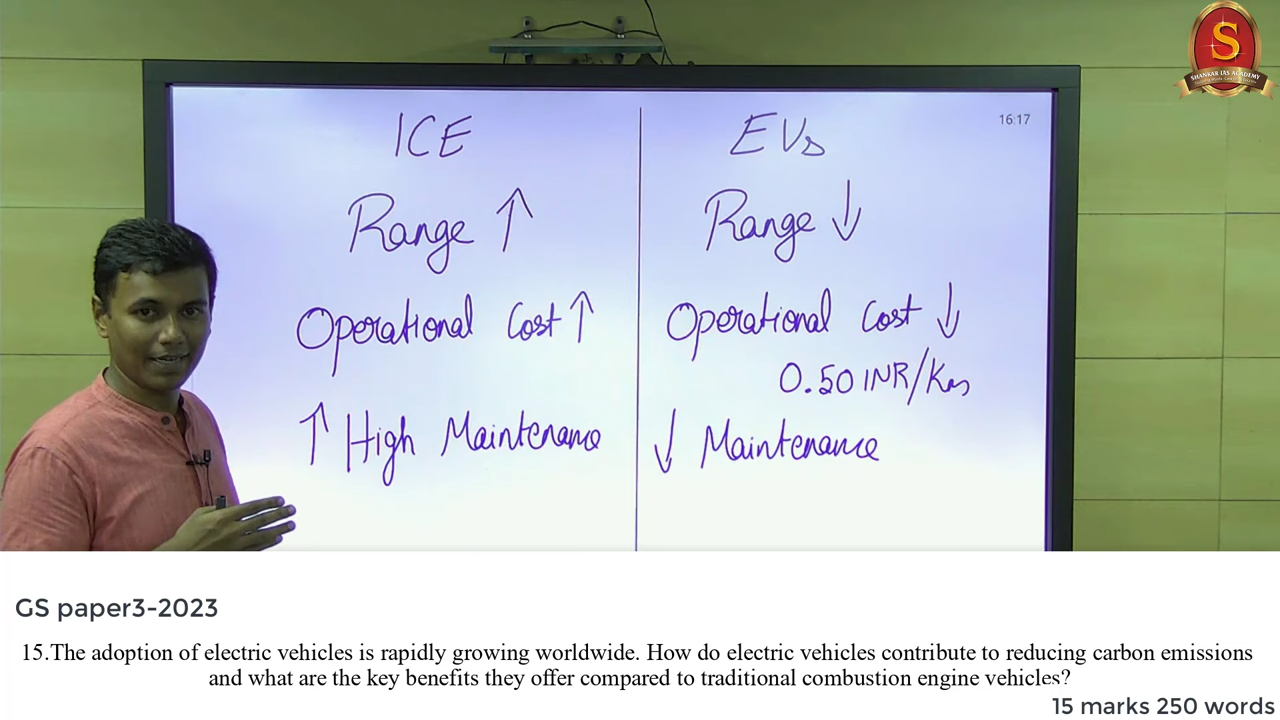 S
SHANKAR IAS ACADEMY
16:17
ICE
EVs
Range ↑
Range ↓
Operational Cost ↑
Operational Cost ↓
0.50 INR/Km
↑ High Maintenance
↓ Maintenance
GS paper3-2023
15.The adoption of electric vehicles is rapidly growing worldwide. How do electric vehicles contribute to reducing carbon emissions
and what are the key benefits they offer compared to traditional combustion engine vehicles?
15 marks 250 words